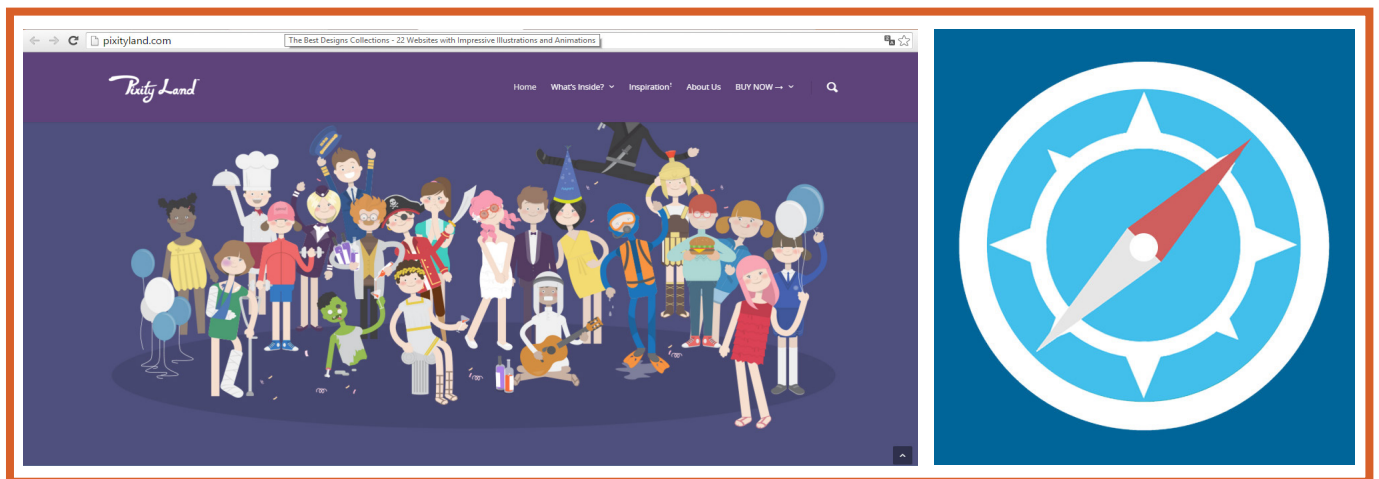 pixityland.com
The Best Designs Collections - 22 Websites with Impressive Illustrations and Animations
Pixity Land
Home What's Inside? Inspiration¹ About Us BUY NOW →